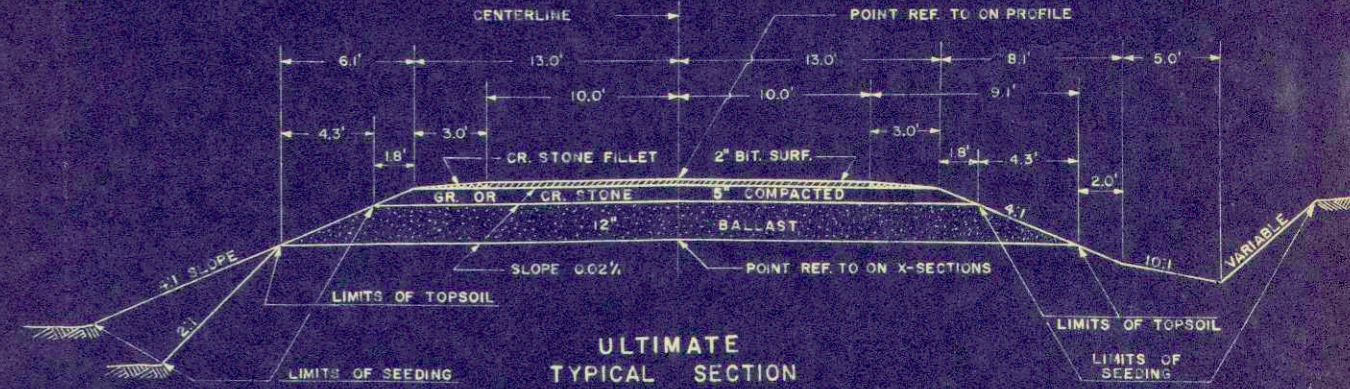 CENTERLINE
POINT REF. TO ON PROFILE
6.1' 13.0' 13.0' 8.1' 5.0'
10.0' 10.0' 9.1'
4.3' 3.0' 3.0' 4.3'
1.8' CR. STONE FILLET 2" BIT. SURF. 1.8' 2.0'
GR. OR CR. STONE 5" COMPACTED
12" BALLAST
4:1
4:1 SLOPE SLOPE 0.02% POINT REF. TO ON X-SECTIONS 10:1 VARIABLE
LIMITS OF TOPSOIL
2:1
LIMITS OF TOPSOIL
ULTIMATE
TYPICAL SECTION
LIMITS OF SEEDING
LIMITS OF
SEEDING